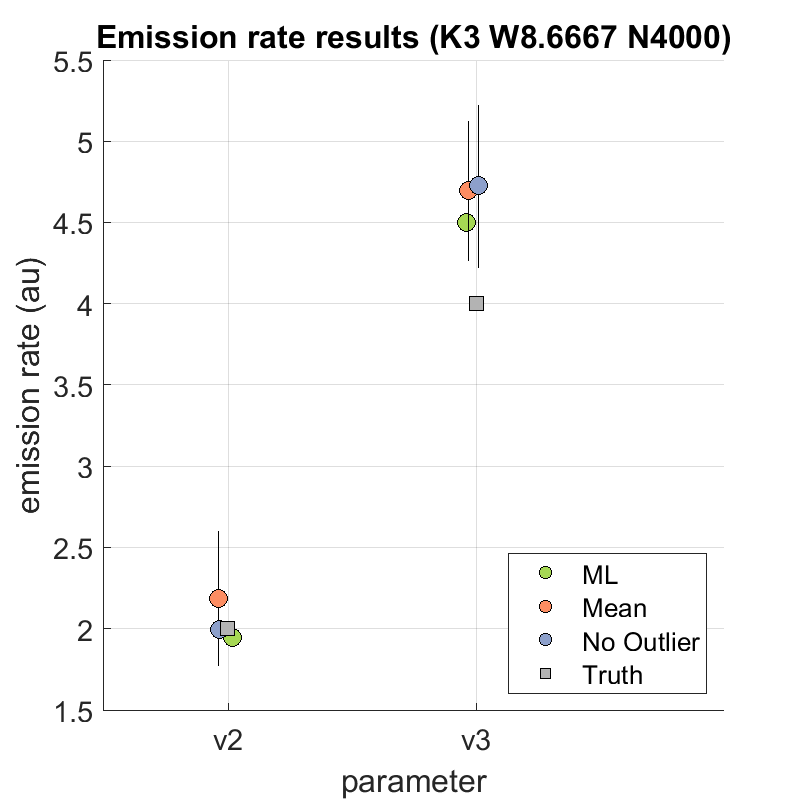 Emission rate results (K3 W8.6667 N4000)
5.5
5
4.5
4
3.5
3
2.5
2
1.5
emission rate (au)
v2
v3
parameter
ML
Mean
No Outlier
Truth